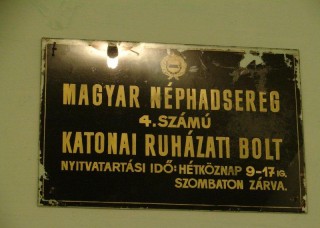 MAGYAR NÉPHADSEREG
4. SZÁMÚ
KATONAI RUHÁZATI BOLT
NYITVATARTÁSI IDŐ: HÉTKÖZNAP 9-17 IG.
SZOMBATON ZÁRVA.